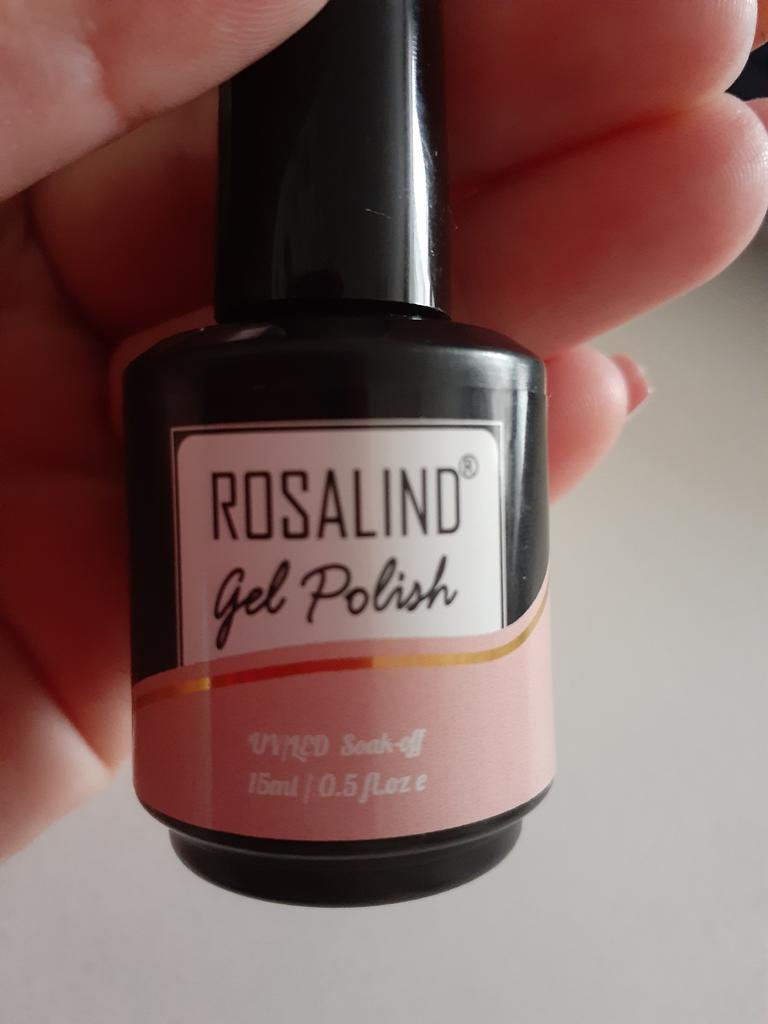 ROSALIND®
Gel Polish
UV/LED Soak-off
15ml / 0.5 fl.oz e